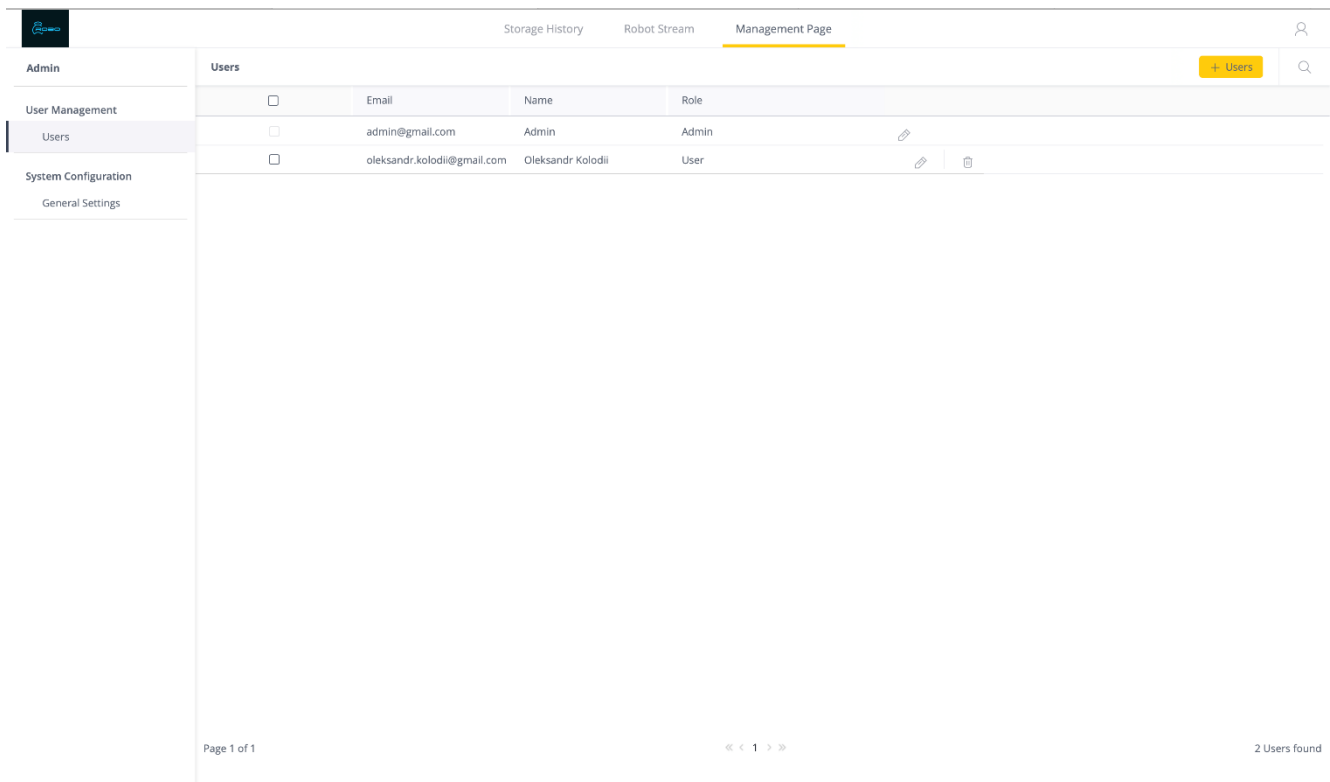 ROBO
Storage History Robot Stream Management Page
Admin
User Management
Users
System Configuration
General Settings
Users
+ Users
Email Name Role
admin@gmail.com Admin Admin
oleksandr.kolodii@gmail.com Oleksandr Kolodii User
Page 1 of 1
« < 1 > »
2 Users found